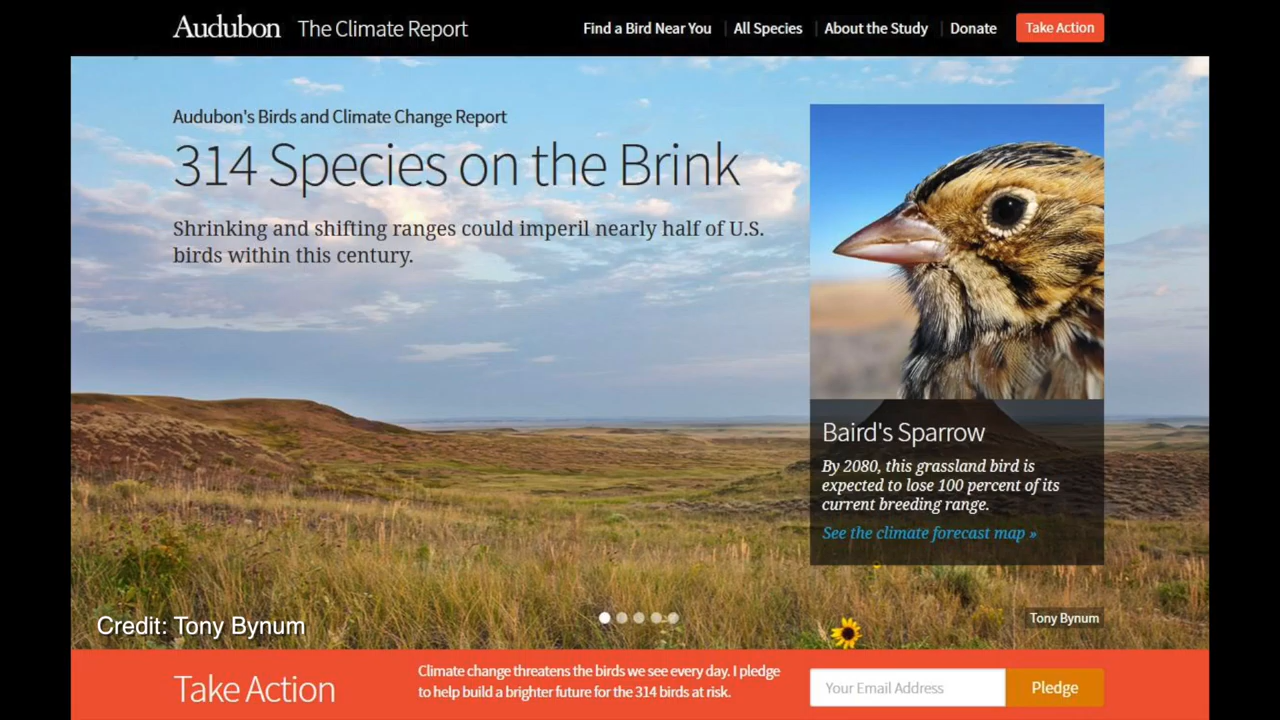 Audubon The Climate Report
Find a Bird Near You
All Species
About the Study
Donate
Take Action
Audubon's Birds and Climate Change Report
314 Species on the Brink
Shrinking and shifting ranges could imperil nearly half of U.S.
birds within this century.
Baird's Sparrow
By 2080, this grassland bird is
expected to lose 100 percent of its
current breeding range.
See the climate forecast map »
Credit: Tony Bynum
Tony Bynum
Take Action
Climate change threatens the birds we see every day. I pledge
to help build a brighter future for the 314 birds at risk.
Your Email Address
Pledge